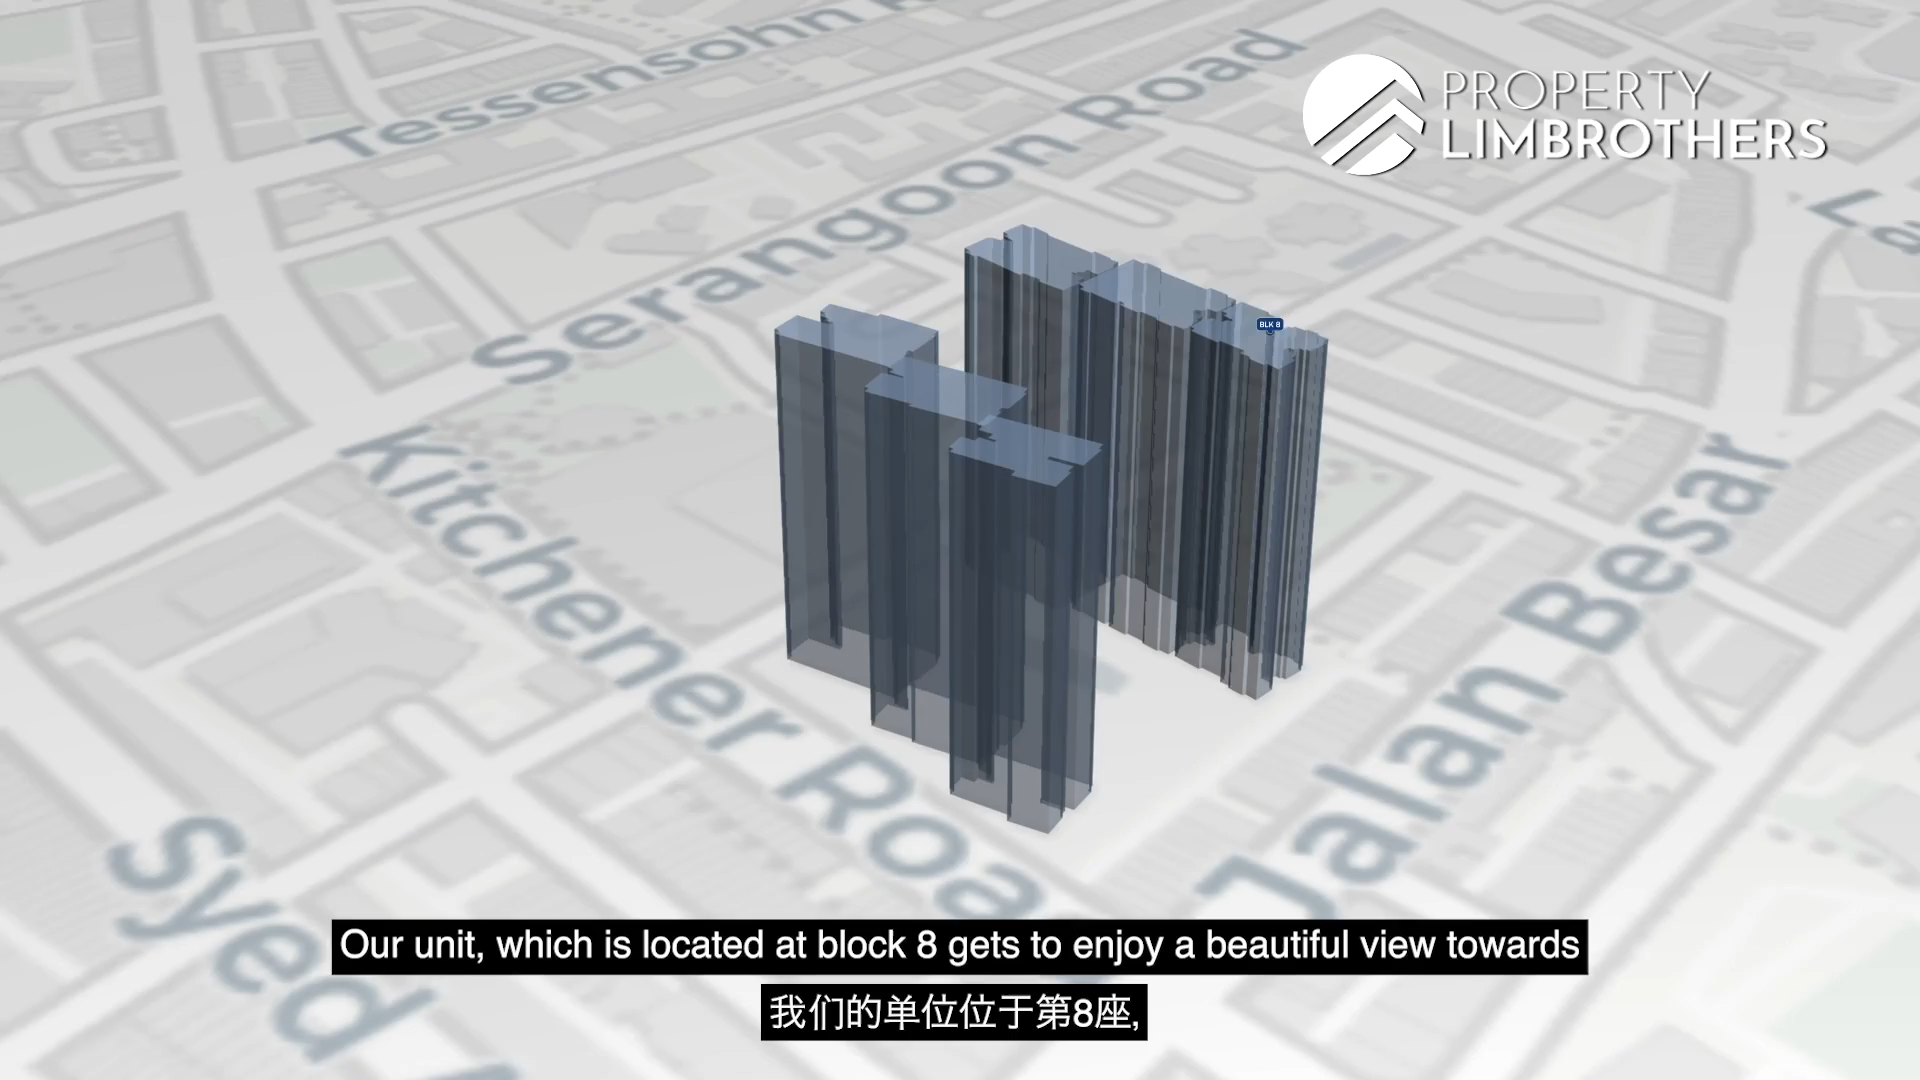 Tessensohn R
Serangoon Road
PROPERTY
LIMBROTHERS
La
BLK 8
Kitchener Road
Jalan Besar
Syed
Our unit, which is located at block 8 gets to enjoy a beautiful view towards
我们的单位位于第8座,